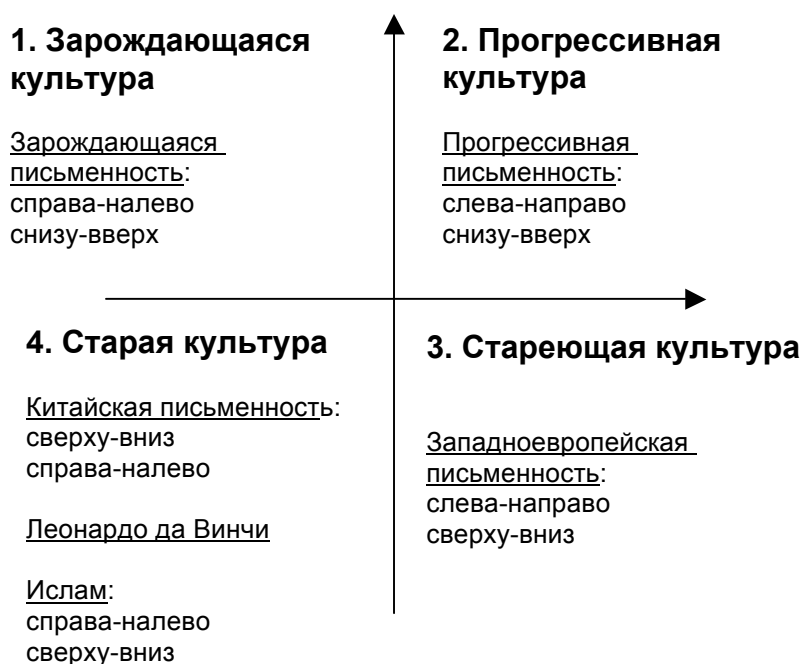 1. Зарождающаяся
культура
Зарождающаяся
письменность:
справа-налево
снизу-вверх
2. Прогрессивная
культура
Прогрессивная
письменность:
слева-направо
снизу-вверх
4. Старая культура
Китайская письменность:
сверху-вниз
справа-налево
Леонардо да Винчи
Ислам:
справа-налево
сверху-вниз
3. Стареющая культура
Западноевропейская
письменность:
слева-направо
сверху-вниз